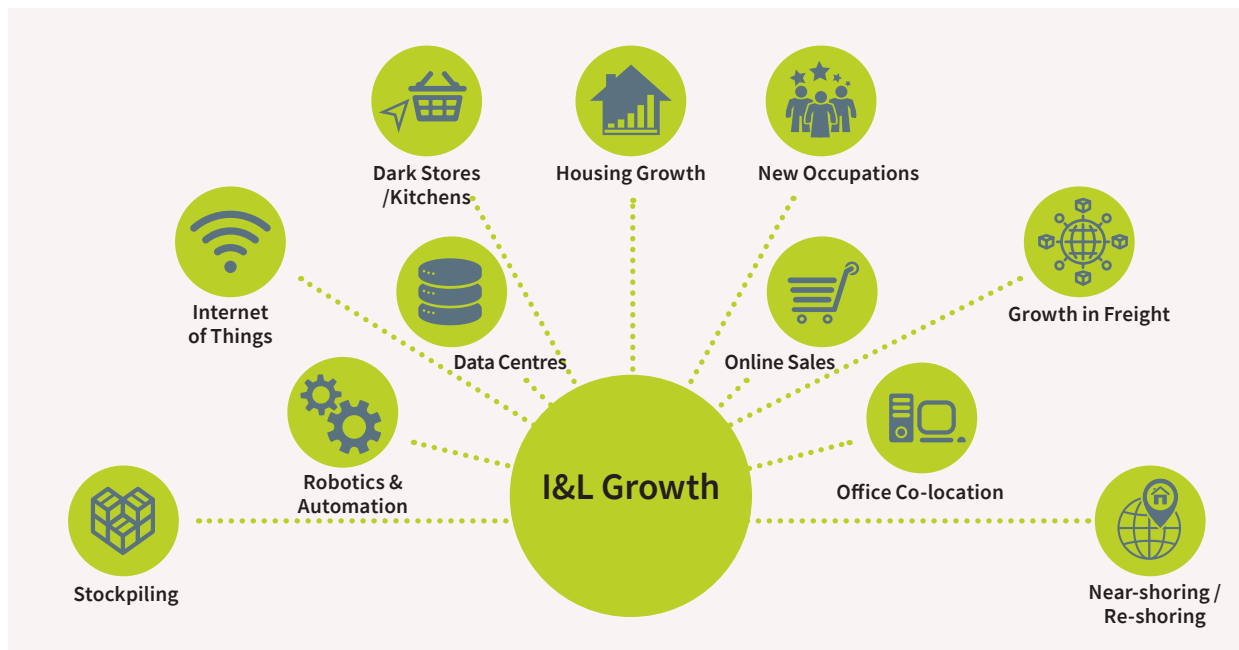 Dark Stores
/Kitchens
Housing Growth
New Occupations
Internet
of Things
Growth in Freight
Data Centres
Online Sales
Robotics &
Automation
I&L Growth
Office Co-location
Stockpiling
Near-shoring /
Re-shoring